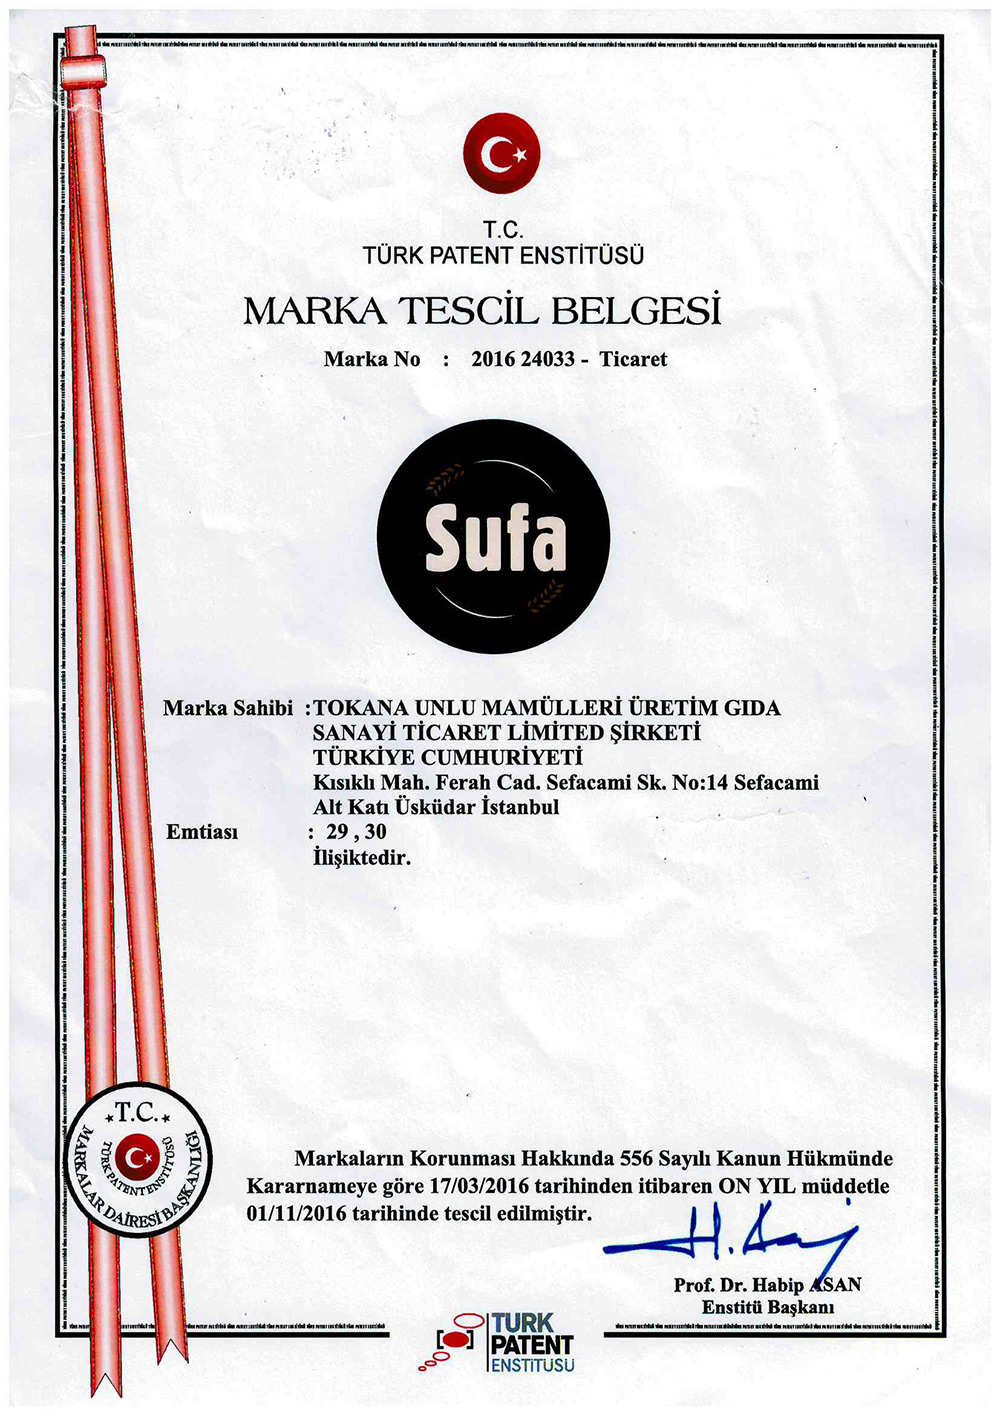 T.C.
TÜRK PATENT ENSTİTÜSÜ
MARKA TESCİL BELGESİ
Marka No : 2016 24033 - Ticaret
Sufa
Marka Sahibi :TOKANA UNLU MAMÜLLERİ ÜRETİM GIDA
SANAYİ TİCARET LİMİTED ŞİRKETİ
TÜRKİYE CUMHURİYETİ
Kısıklı Mah. Ferah Cad. Sefacami Sk. No:14 Sefacami
Alt Katı Üsküdar İstanbul
Emtiası : 29 , 30
İlişiktedir.
T.C.
TÜRK PATENT ENSTİTÜSÜ
MARKALAR DAİRESİ BAŞKANLIĞI
Markaların Korunması Hakkında 556 Sayılı Kanun Hükmünde
Kararnameye göre 17/03/2016 tarihinden itibaren ON YIL müddetle
01/11/2016 tarihinde tescil edilmiştir.
Prof. Dr. Habip ASAN
Enstitü Başkanı
TURK
PATENT
ENSTİTÜSÜ